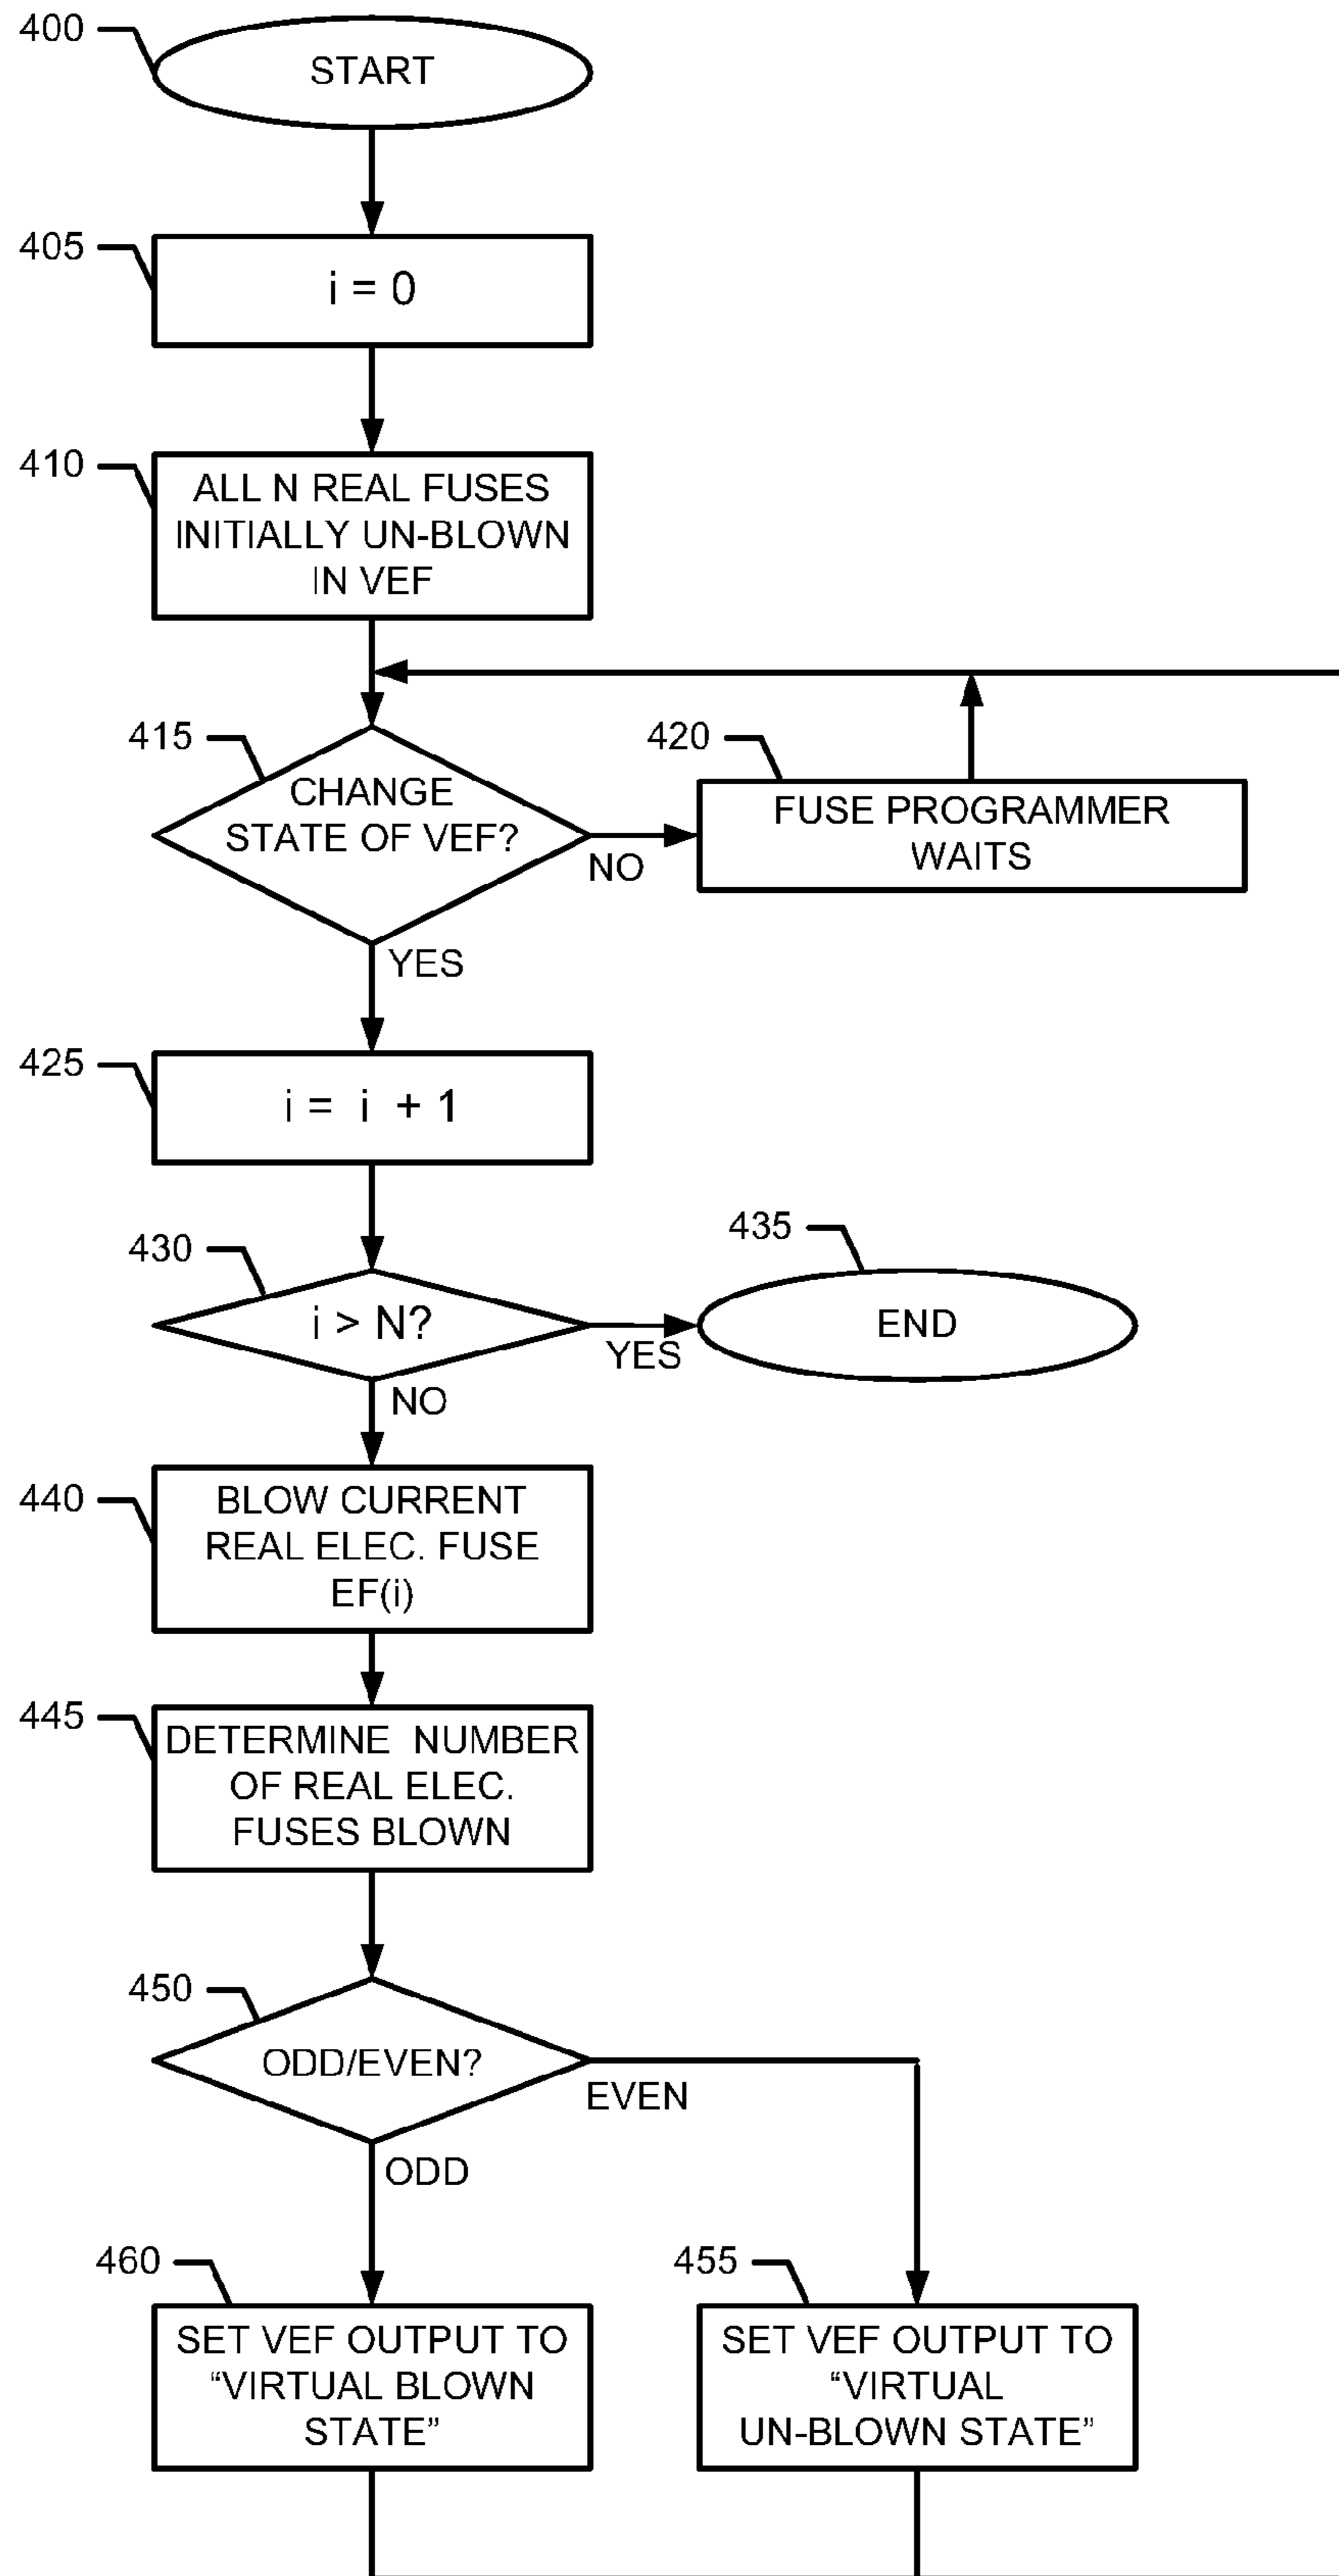 400
START
405
i = 0
410
ALL N REAL FUSES
INITIALLY UN-BLOWN
IN VEF
415
CHANGE
STATE OF VEF?
NO
420
FUSE PROGRAMMER
WAITS
YES
425
i = i + 1
430
i > N?
YES
435
END
NO
440
BLOW CURRENT
REAL ELEC. FUSE
EF(i)
445
DETERMINE NUMBER
OF REAL ELEC.
FUSES BLOWN
450
ODD/EVEN?
EVEN
ODD
460
SET VEF OUTPUT TO
“VIRTUAL BLOWN
STATE”
455
SET VEF OUTPUT TO
“VIRTUAL
UN-BLOWN STATE”